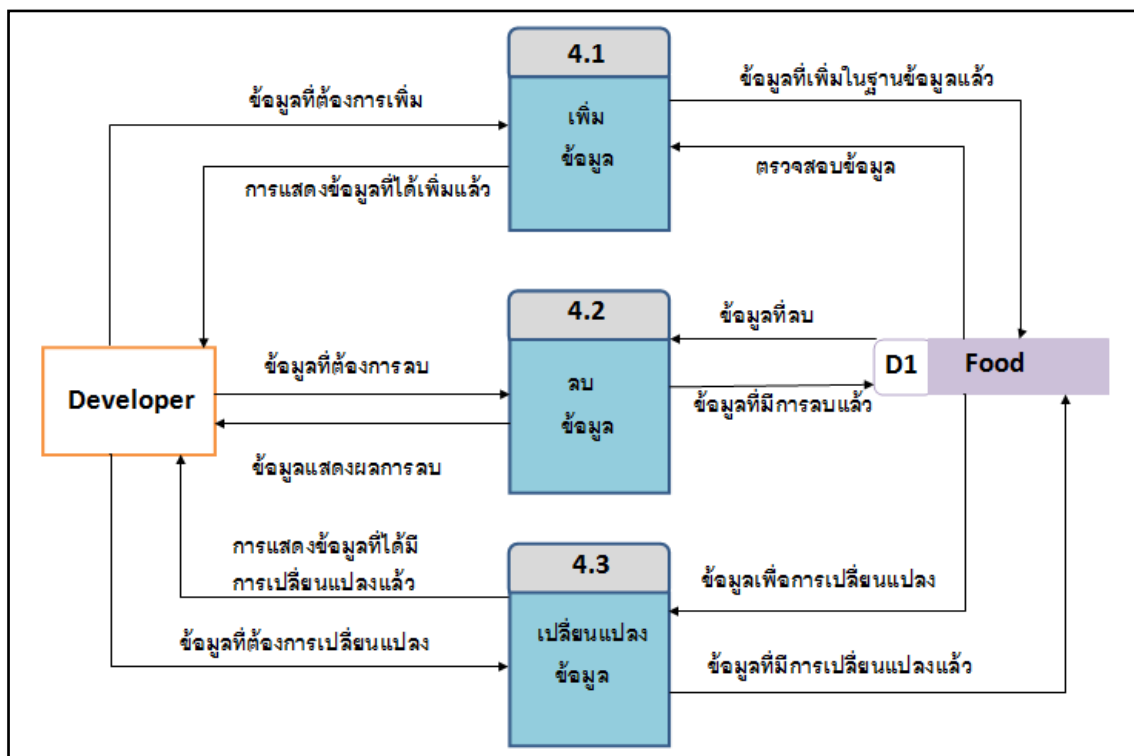 4.1
ข้อมูลที่เพิ่มในฐานข้อมูลแล้ว
ข้อมูลที่ต้องการเพิ่ม
เพิ่ม
ข้อมูล
ตรวจสอบข้อมูล
การแสดงข้อมูลที่ได้เพิ่มแล้ว
4.2
ข้อมูลที่ลบ
ข้อมูลที่ต้องการลบ
D1
Food
Developer
ลบ
ข้อมูล
ข้อมูลที่มีการลบแล้ว
ข้อมูลแสดงผลการลบ
การแสดงข้อมูลที่ได้มี
การเปลี่ยนแปลงแล้ว
4.3
ข้อมูลเพื่อการเปลี่ยนแปลง
ข้อมูลที่ต้องการเปลี่ยนแปลง
เปลี่ยนแปลง
ข้อมูล
ข้อมูลที่มีการเปลี่ยนแปลงแล้ว